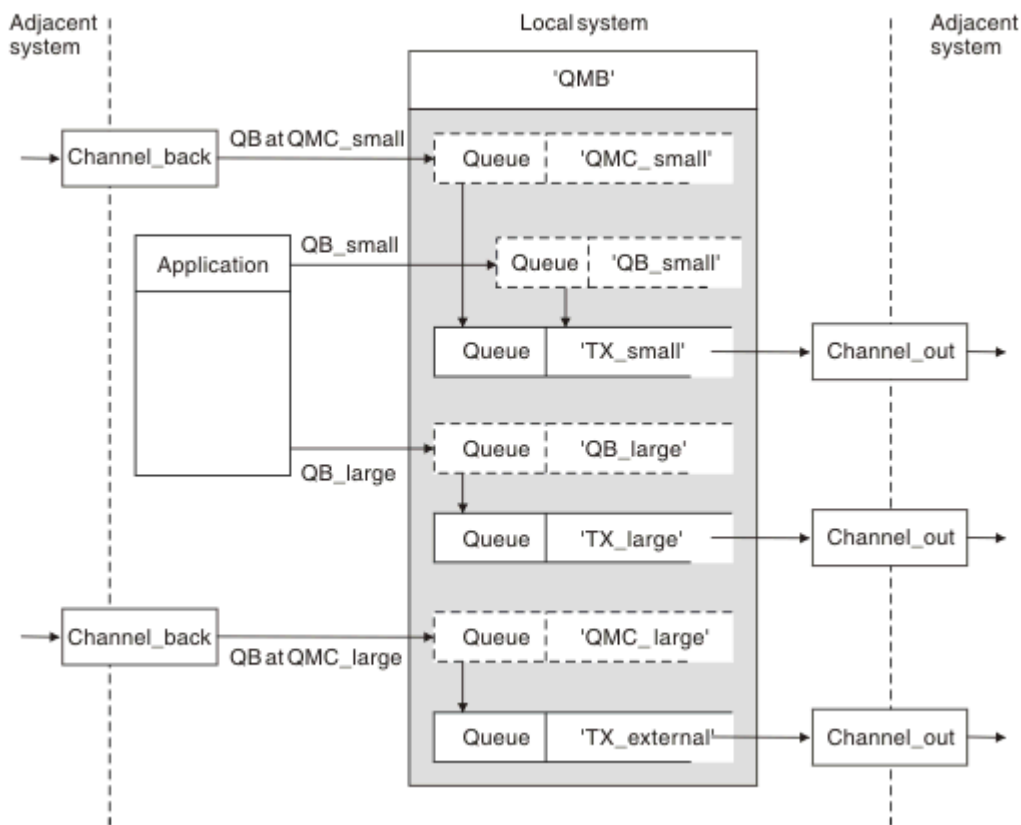 Adjacent
system
Local system
Adjacent
system
'QMB'
Channel_back
QB at QMC_small
Queue
'QMC_small'
Application
QB_small
Queue
'QB_small'
Queue
'TX_small'
Channel_out
QB_large
Queue
'QB_large'
Queue
'TX_large'
Channel_out
Channel_back
QB at QMC_large
Queue
'QMC_large'
Queue
'TX_external'
Channel_out